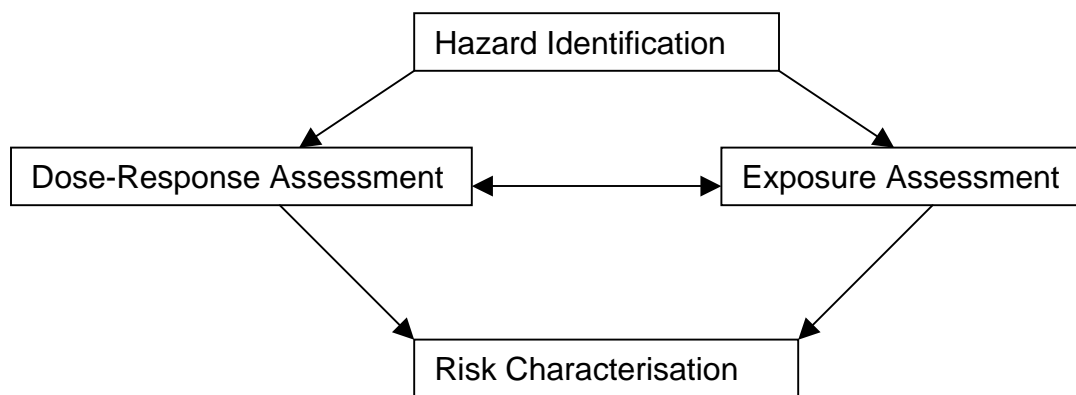 Hazard Identification
Dose-Response Assessment
Exposure Assessment
Risk Characterisation